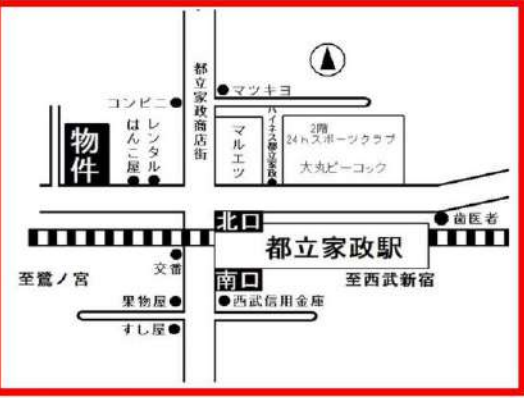 都立家政商店街
マツキヨ
コンビニ
レンタル
はんこ屋
物件
マルエツ
ハイネス都立家政
2階
24hスポーツクラブ
大丸ピーコック
歯医者
北口
都立家政駅
交番
至鷺ノ宮
南口
至西武新宿
果物屋
西武信用金座
すし屋